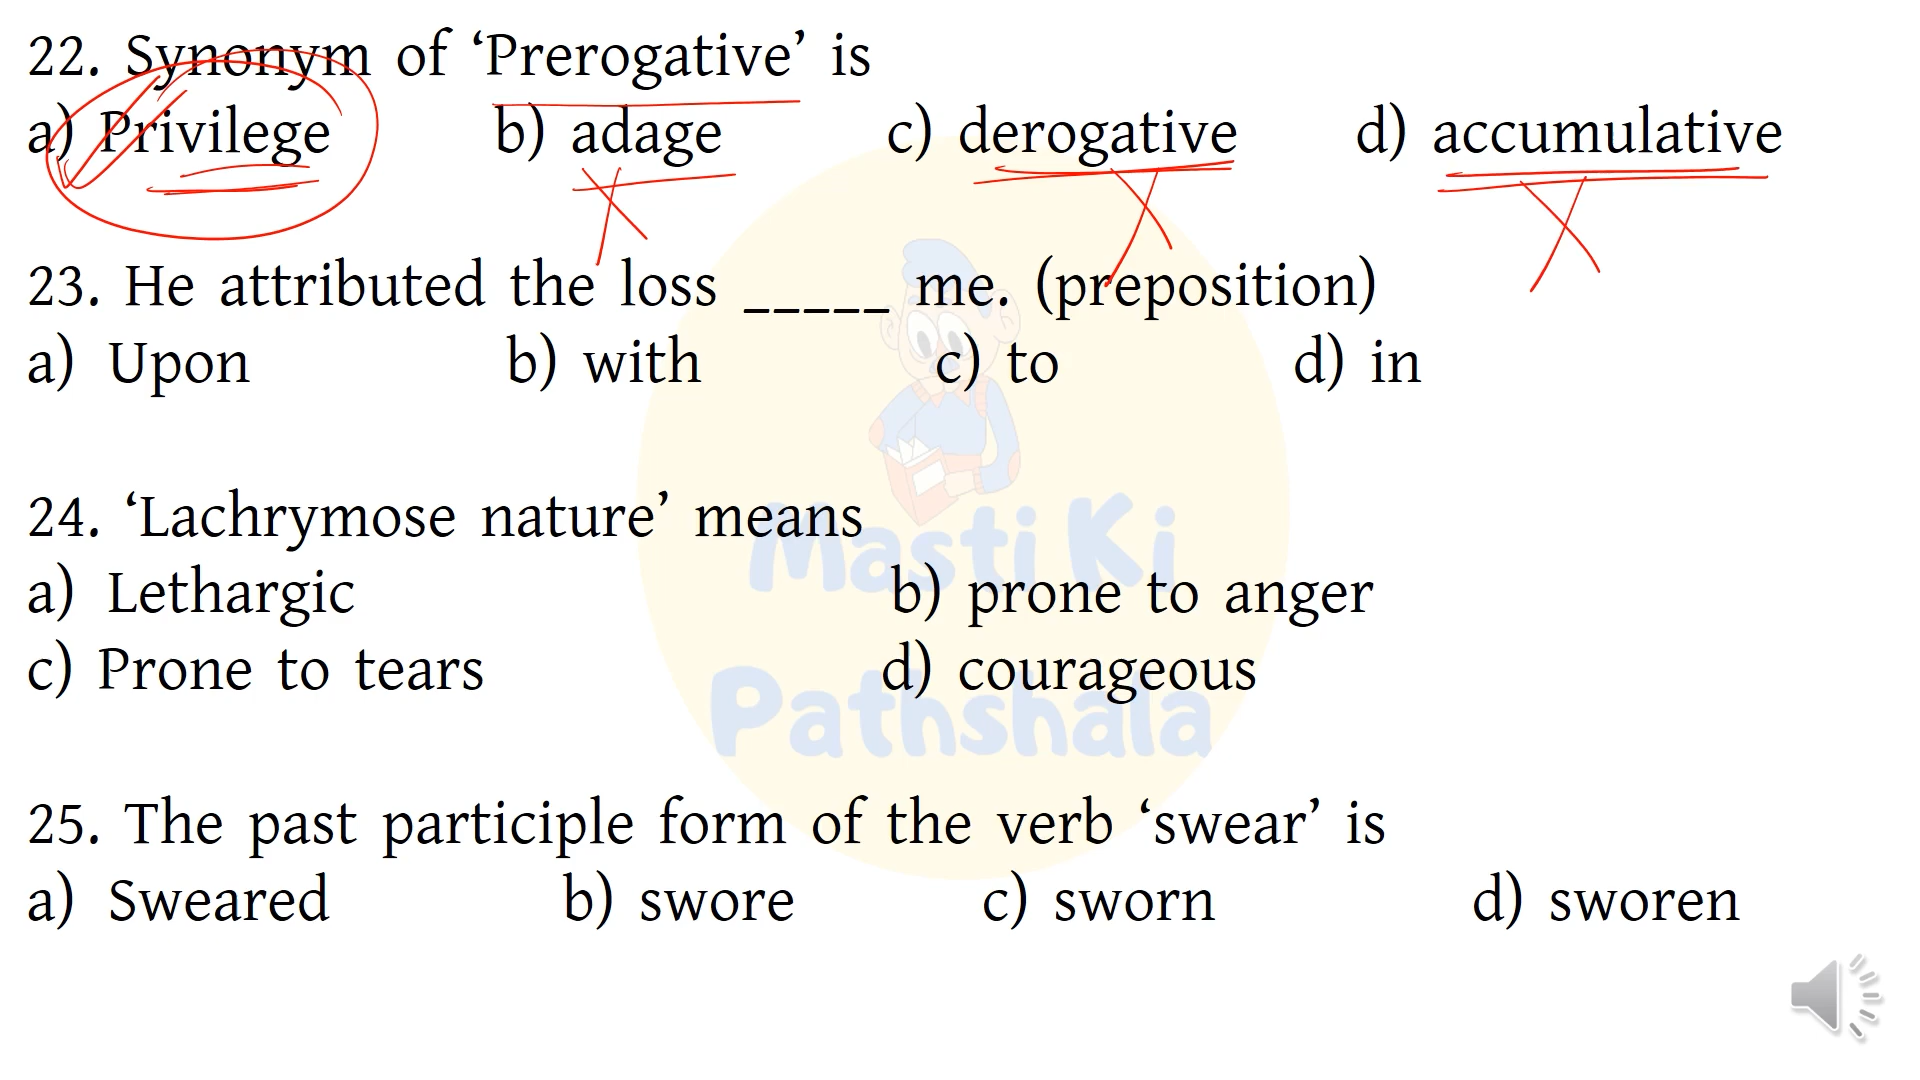 22. Synonym of ‘Prerogative’ is
a) Privilege b) adage c) derogative d) accumulative
23. He attributed the loss _____ me. (preposition)
a) Upon b) with c) to d) in
24. ‘Lachrymose nature’ means
a) Lethargic b) prone to anger
c) Prone to tears d) courageous
25. The past participle form of the verb ‘swear’ is
a) Sweared b) swore c) sworn d) sworen
Masti Ki
Pathshala